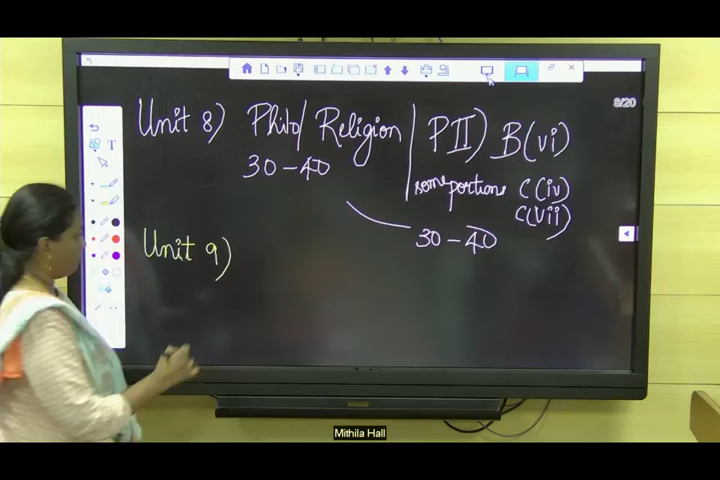 8/20
Unit 8) Philo/Religion | PII) B(vi)
30-40 some portions C(iv)
C(vii)
30-40
Unit 9)
T
Mithila Hall